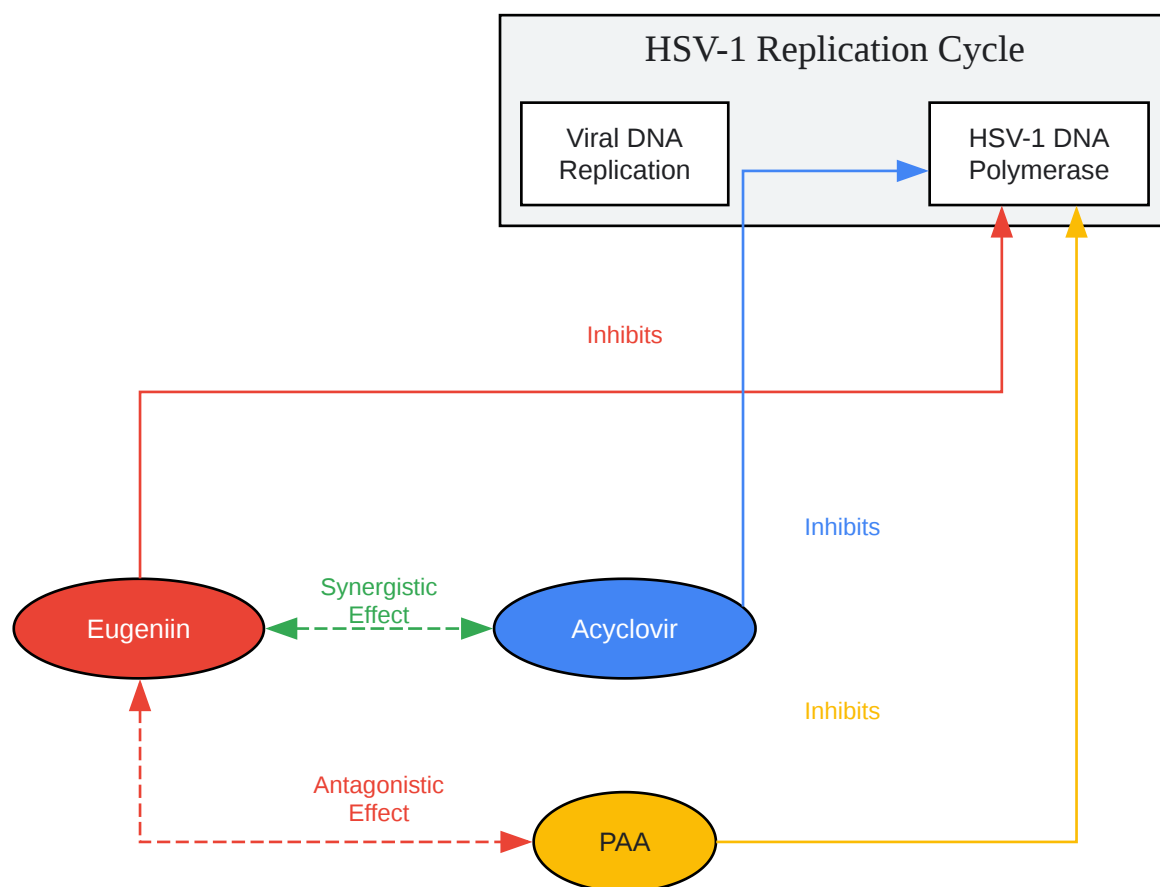 HSV-1 Replication Cycle
Viral DNA
Replication
HSV-1 DNA
Polymerase
Inhibits
Inhibits
Synergistic
Effect
Eugeniin
Acyclovir
Inhibits
Antagonistic
Effect
PAA